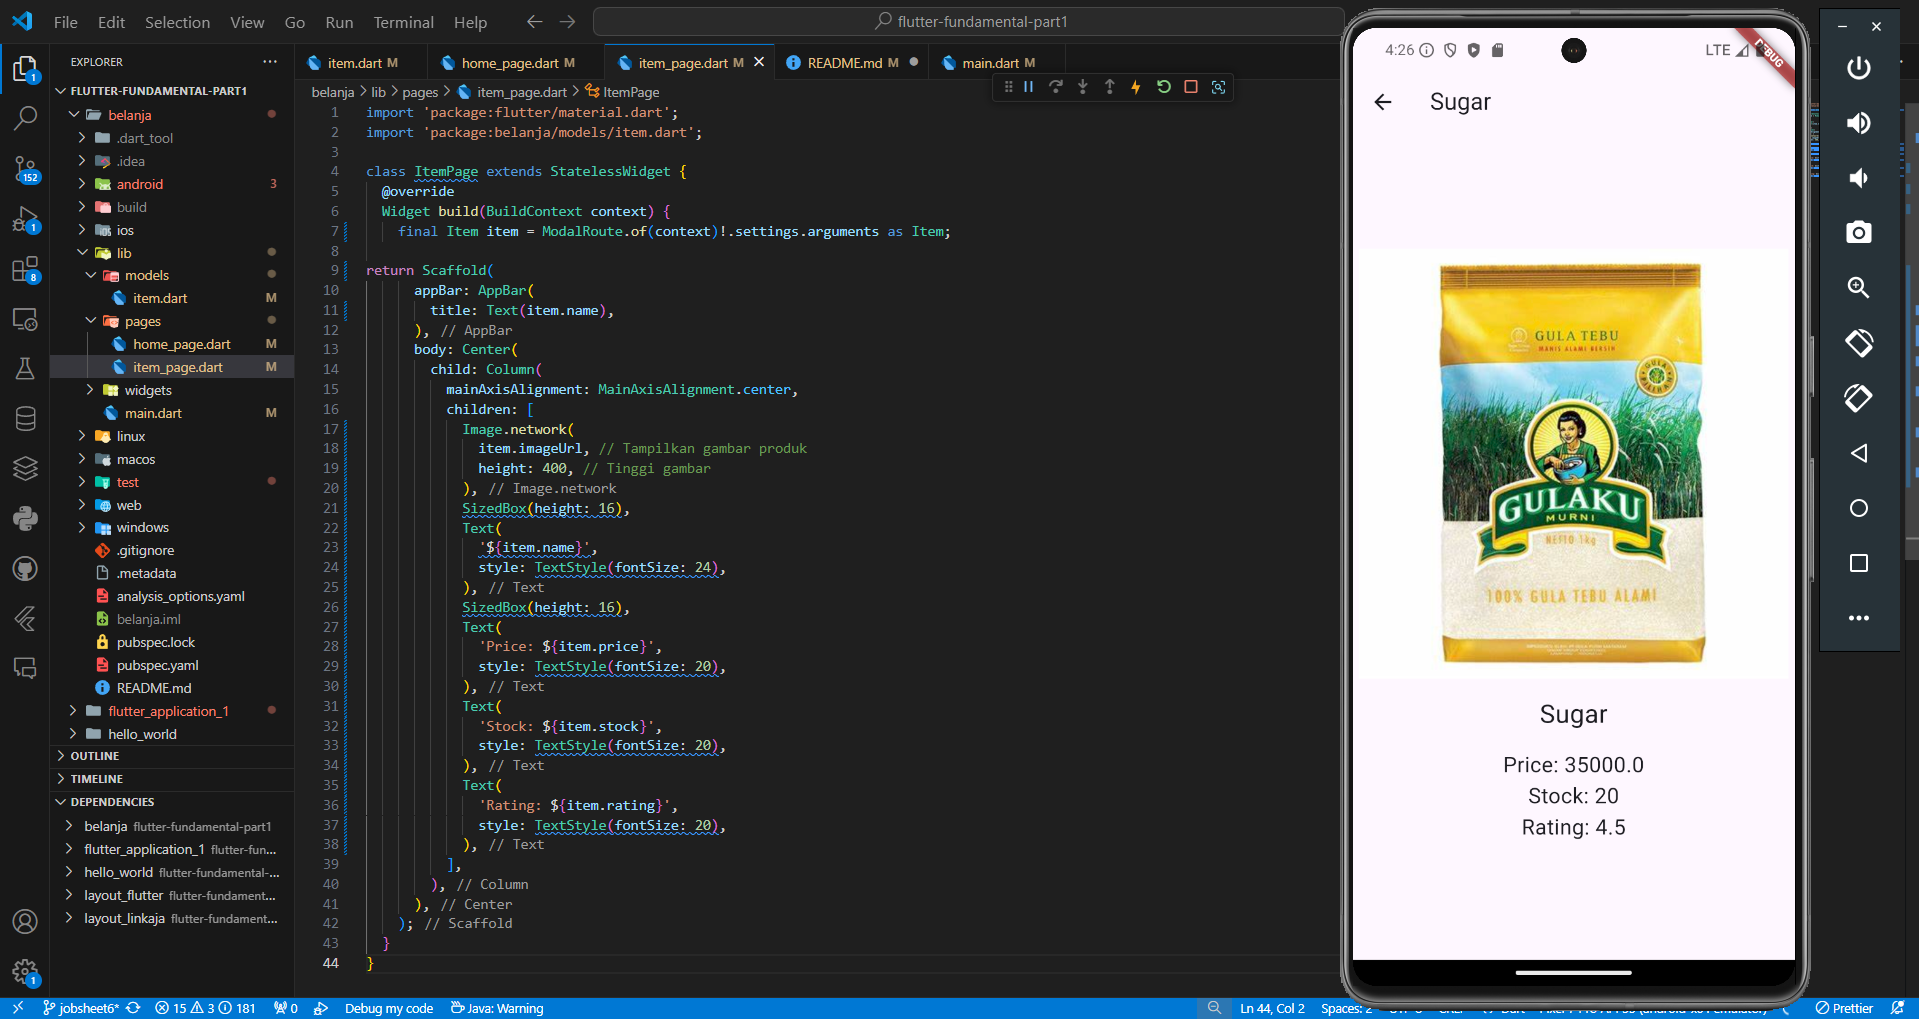 File Edit Selection View Go Run Terminal Help
flutter-fundamental-part1
EXPLORER
FLUTTER-FUNDAMENTAL-PART1
belanja
.dart_tool
.idea
android 3
build
ios
lib
models
item.dart M
pages
home_page.dart M
item_page.dart M
widgets
main.dart M
linux
macos
test
web
windows
.gitignore
.metadata
analysis_options.yaml
belanja.iml
pubspec.lock
pubspec.yaml
README.md
flutter_application_1
hello_world
OUTLINE
TIMELINE
DEPENDENCIES
belanja flutter-fundamental-part1
flutter_application_1 flutter-fun...
hello_world flutter-fundamental-...
layout_flutter flutter-fundament...
layout_linkaja flutter-fundament...
1
152
1
8
1
item.dart M home_page.dart M item_page.dart M README.md M main.dart M
belanja > lib > pages > item_page.dart > ItemPage
1 import 'package:flutter/material.dart';
2 import 'package:belanja/models/item.dart';
3
4 class ItemPage extends StatelessWidget {
5 @override
6 Widget build(BuildContext context) {
7 final Item item = ModalRoute.of(context)!.settings.arguments as Item;
8
9 return Scaffold(
10 appBar: AppBar(
11 title: Text(item.name),
12 ), // AppBar
13 body: Center(
14 child: Column(
15 mainAxisAlignment: MainAxisAlignment.center,
16 children: [
17 Image.network(
18 item.imageUrl, // Tampilkan gambar produk
19 height: 400, // Tinggi gambar
20 ), // Image.network
21 SizedBox(height: 16),
22 Text(
23 '${item.name}',
24 style: TextStyle(fontSize: 24),
25 ), // Text
26 SizedBox(height: 16),
27 Text(
28 'Price: ${item.price}',
29 style: TextStyle(fontSize: 20),
30 ), // Text
31 Text(
32 'Stock: ${item.stock}',
33 style: TextStyle(fontSize: 20),
34 ), // Text
35 Text(
36 'Rating: ${item.rating}',
37 style: TextStyle(fontSize: 20),
38 ), // Text
39 ],
40 ), // Column
41 ), // Center
42 ); // Scaffold
43 }
44 }
4:26 LTE
DEBUG
Sugar
GULA TEBU
MANIS ALAMI BERSIH
GULAKU
MURNI
NETTO 1kg
100% GULA TEBU ALAMI
Sugar
Price: 35000.0
Stock: 20
Rating: 4.5
jobsheet6* 15 3 181 0 Debug my code Java: Warning Ln 44, Col 2 Spaces: 2 Prettier